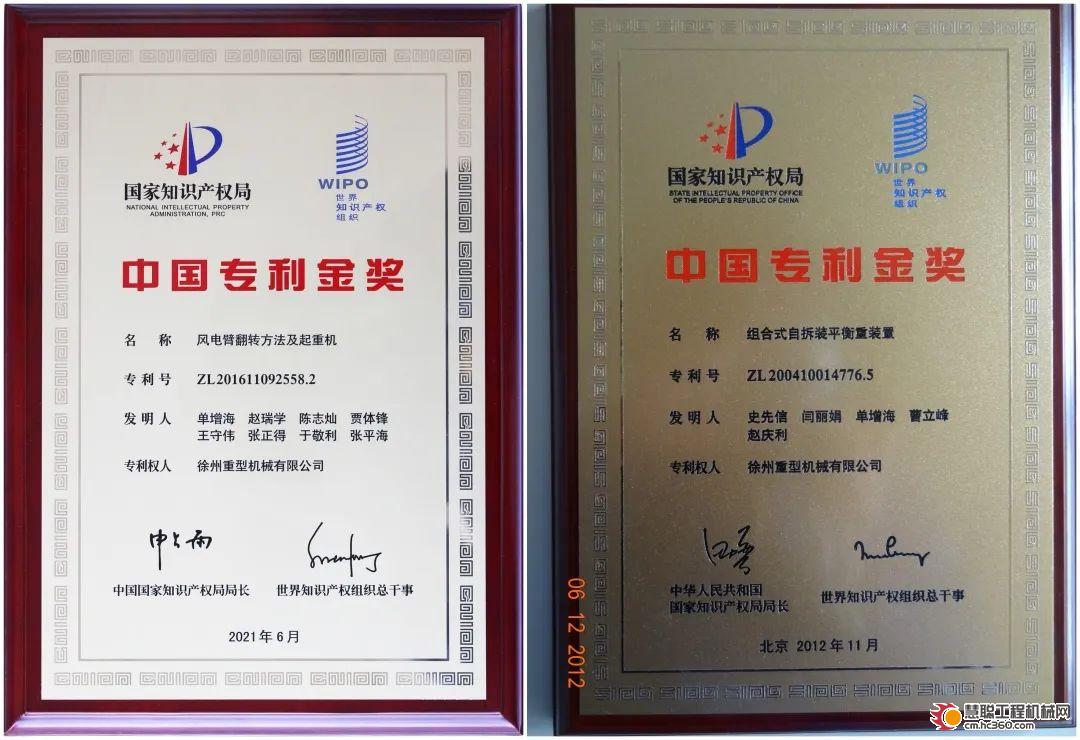 国家知识产权局
NATIONAL INTELLECTUAL PROPERTY
ADMINISTRATION, PRC
WIPO
世界
知识产权
组织
中国专利金奖
名 称 风电臂翻转方法及起重机
专利号 ZL201611092558.2
发明人 单增海 赵瑞学 陈志灿 贾体锋
王守伟 张正得 于敬利 张平海
专利权人 徐州重型机械有限公司
申长雨
中国国家知识产权局局长 世界知识产权组织总干事
2021年6月
国家知识产权局
STATE INTELLECTUAL PROPERTY OFFICE
OF THE PEOPLE'S REPUBLIC OF CHINA
WIPO
世界
知识产权
组织
中国专利金奖
名 称 组合式自拆装平衡重装置
专利号 ZL200410014776.5
发明人 史先信 闫丽娟 单增海 曹立峰
赵庆利
专利权人 徐州重型机械有限公司
中华人民共和国
国家知识产权局局长 世界知识产权组织总干事
北京 2012年11月
06 12 2012
慧聪工程机械网
cm.hc360.com